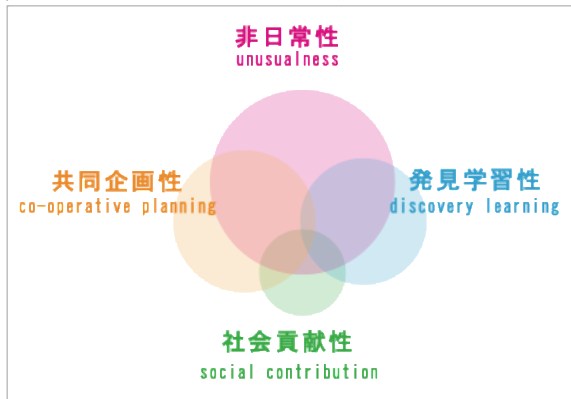 非日常性
unusualness
共同企画性
co-operative planning
発見学習性
discovery learning
社会貢献性
social contribution